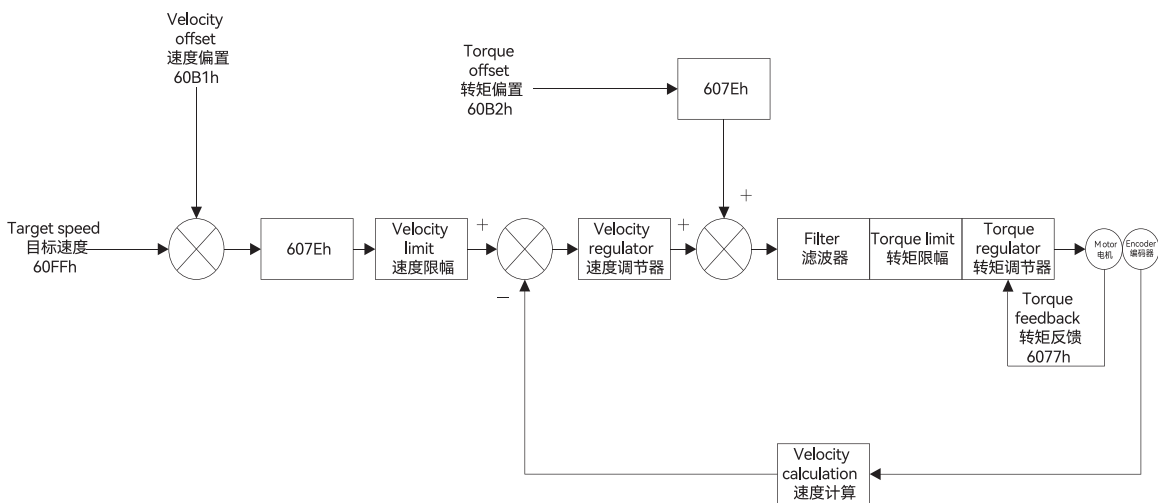 Velocity
offset
速度偏置
60B1h
Torque
offset
转矩偏置
60B2h
607Eh
+
Target speed
目标速度
60FFh
607Eh
Velocity
limit
速度限幅
+
−
Velocity
regulator
速度调节器
+
Filter
滤波器
Torque limit
转矩限幅
Torque
regulator
转矩调节器
Motor
电机
Encoder
编码器
Torque
feedback
转矩反馈
6077h
Velocity
calculation
速度计算